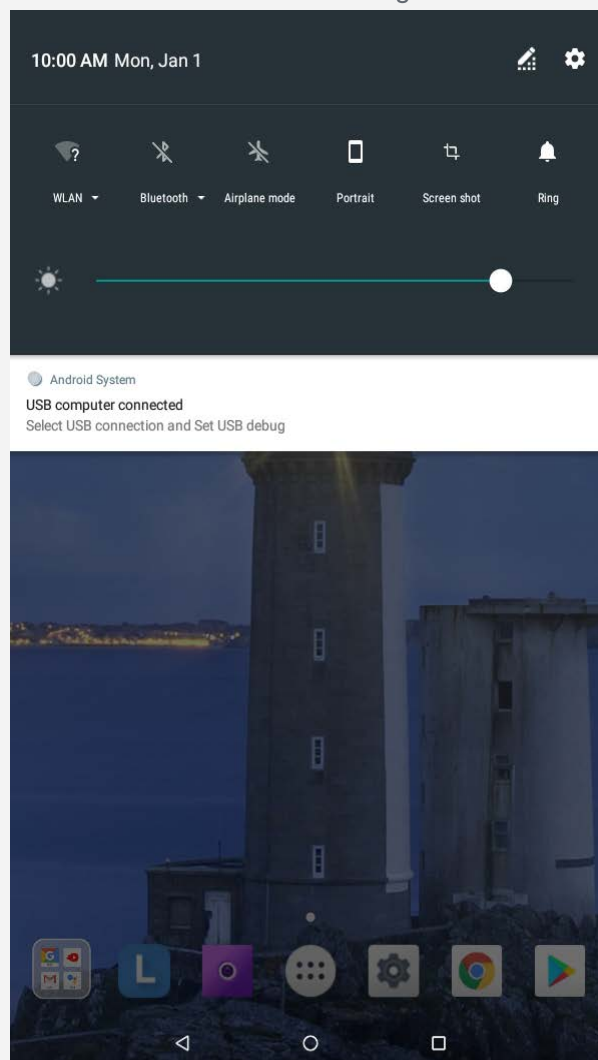 10:00 AM Mon, Jan 1
WLAN Bluetooth Airplane mode Portrait Screen shot Ring
Android System
USB computer connected
Select USB connection and Set USB debug
L